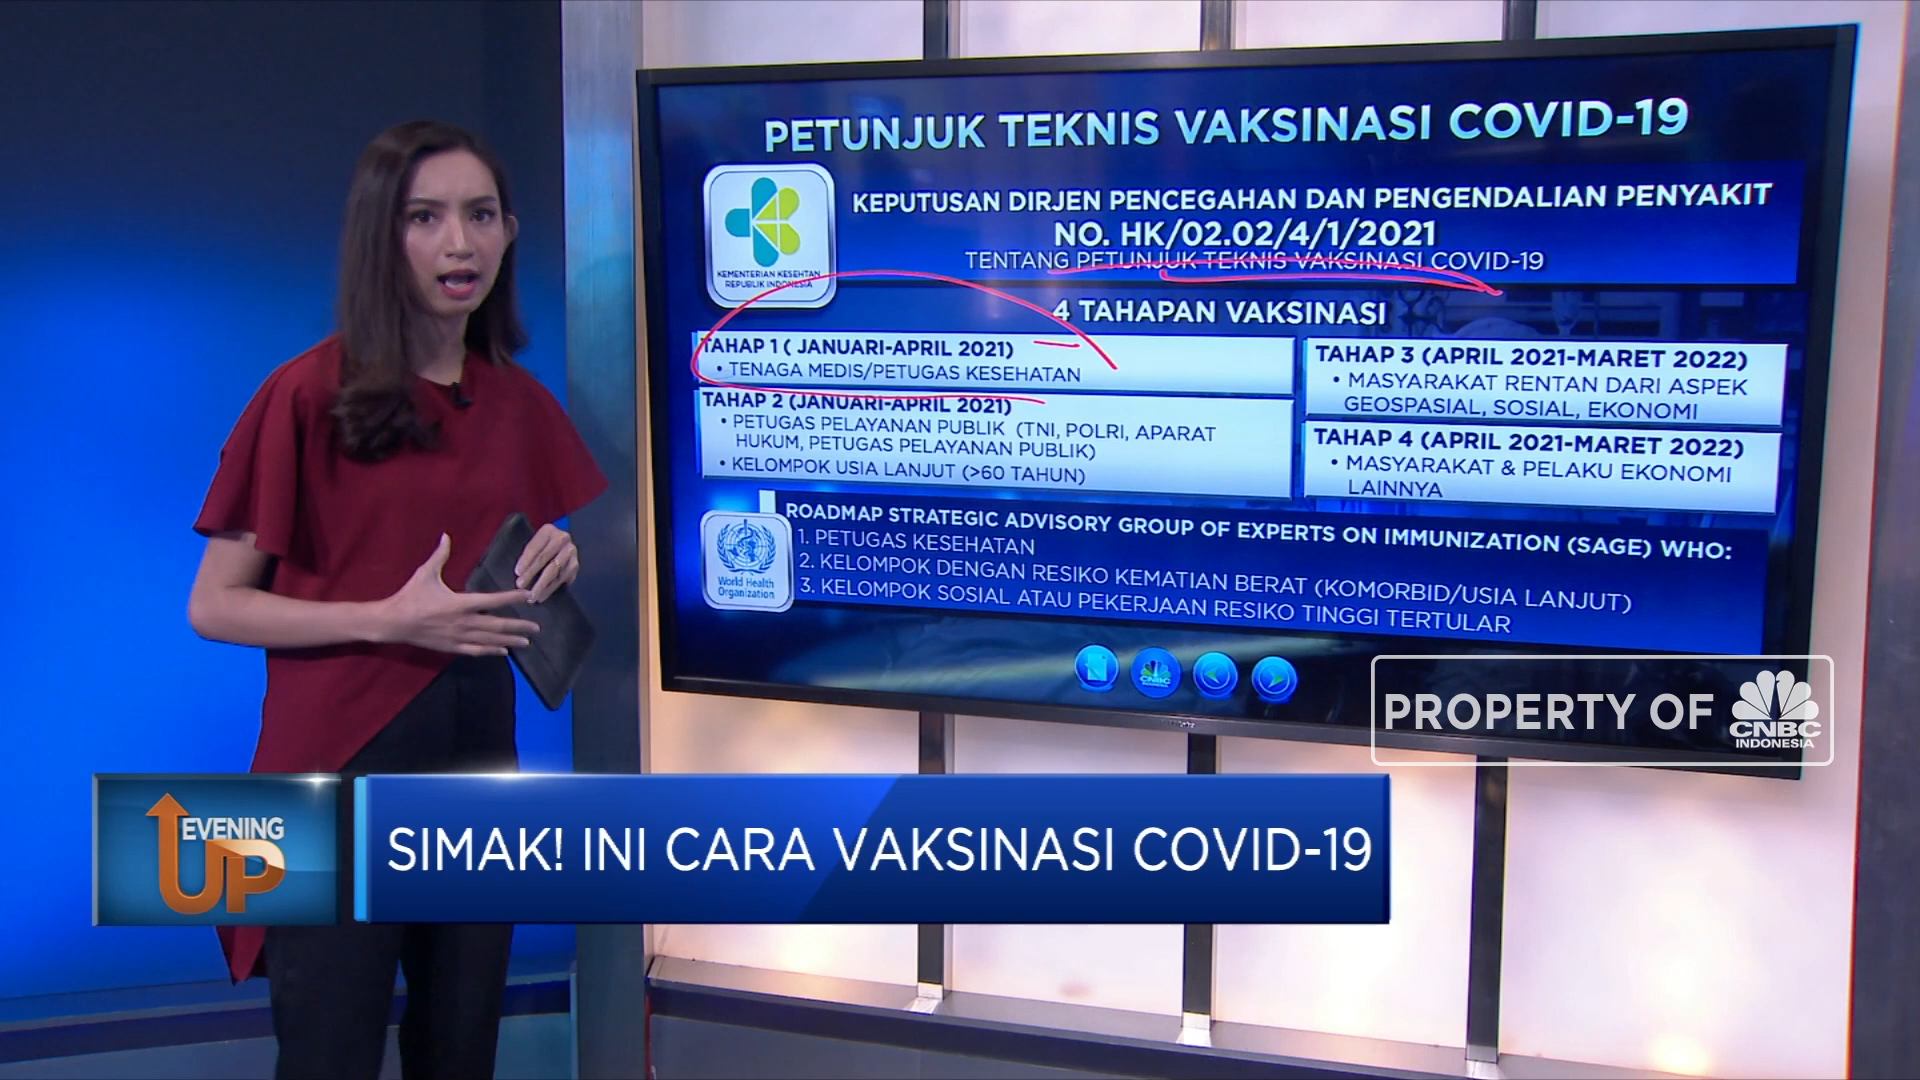 PETUNJUK TEKNIS VAKSINASI COVID-19
KEMENTERIAN KESEHTAN
REPUBLIK INDONESIA
KEPUTUSAN DIRJEN PENCEGAHAN DAN PENGENDALIAN PENYAKIT
NO. HK/02.02/4/1/2021
TENTANG PETUNJUK TEKNIS VAKSINASI COVID-19
4 TAHAPAN VAKSINASI
TAHAP 1 ( JANUARI-APRIL 2021)
• TENAGA MEDIS/PETUGAS KESEHATAN
TAHAP 2 (JANUARI-APRIL 2021)
• PETUGAS PELAYANAN PUBLIK (TNI, POLRI, APARAT
HUKUM, PETUGAS PELAYANAN PUBLIK)
• KELOMPOK USIA LANJUT (>60 TAHUN)
TAHAP 3 (APRIL 2021-MARET 2022)
• MASYARAKAT RENTAN DARI ASPEK
GEOSPASIAL, SOSIAL, EKONOMI
TAHAP 4 (APRIL 2021-MARET 2022)
• MASYARAKAT & PELAKU EKONOMI
LAINNYA
World Health
Organization
ROADMAP STRATEGIC ADVISORY GROUP OF EXPERTS ON IMMUNIZATION (SAGE) WHO:
1. PETUGAS KESEHATAN
2. KELOMPOK DENGAN RESIKO KEMATIAN BERAT (KOMORBID/USIA LANJUT)
3. KELOMPOK SOSIAL ATAU PEKERJAAN RESIKO TINGGI TERTULAR
CNBC
PROPERTY OF
CNBC
INDONESIA
EVENING
UP
SIMAK! INI CARA VAKSINASI COVID-19